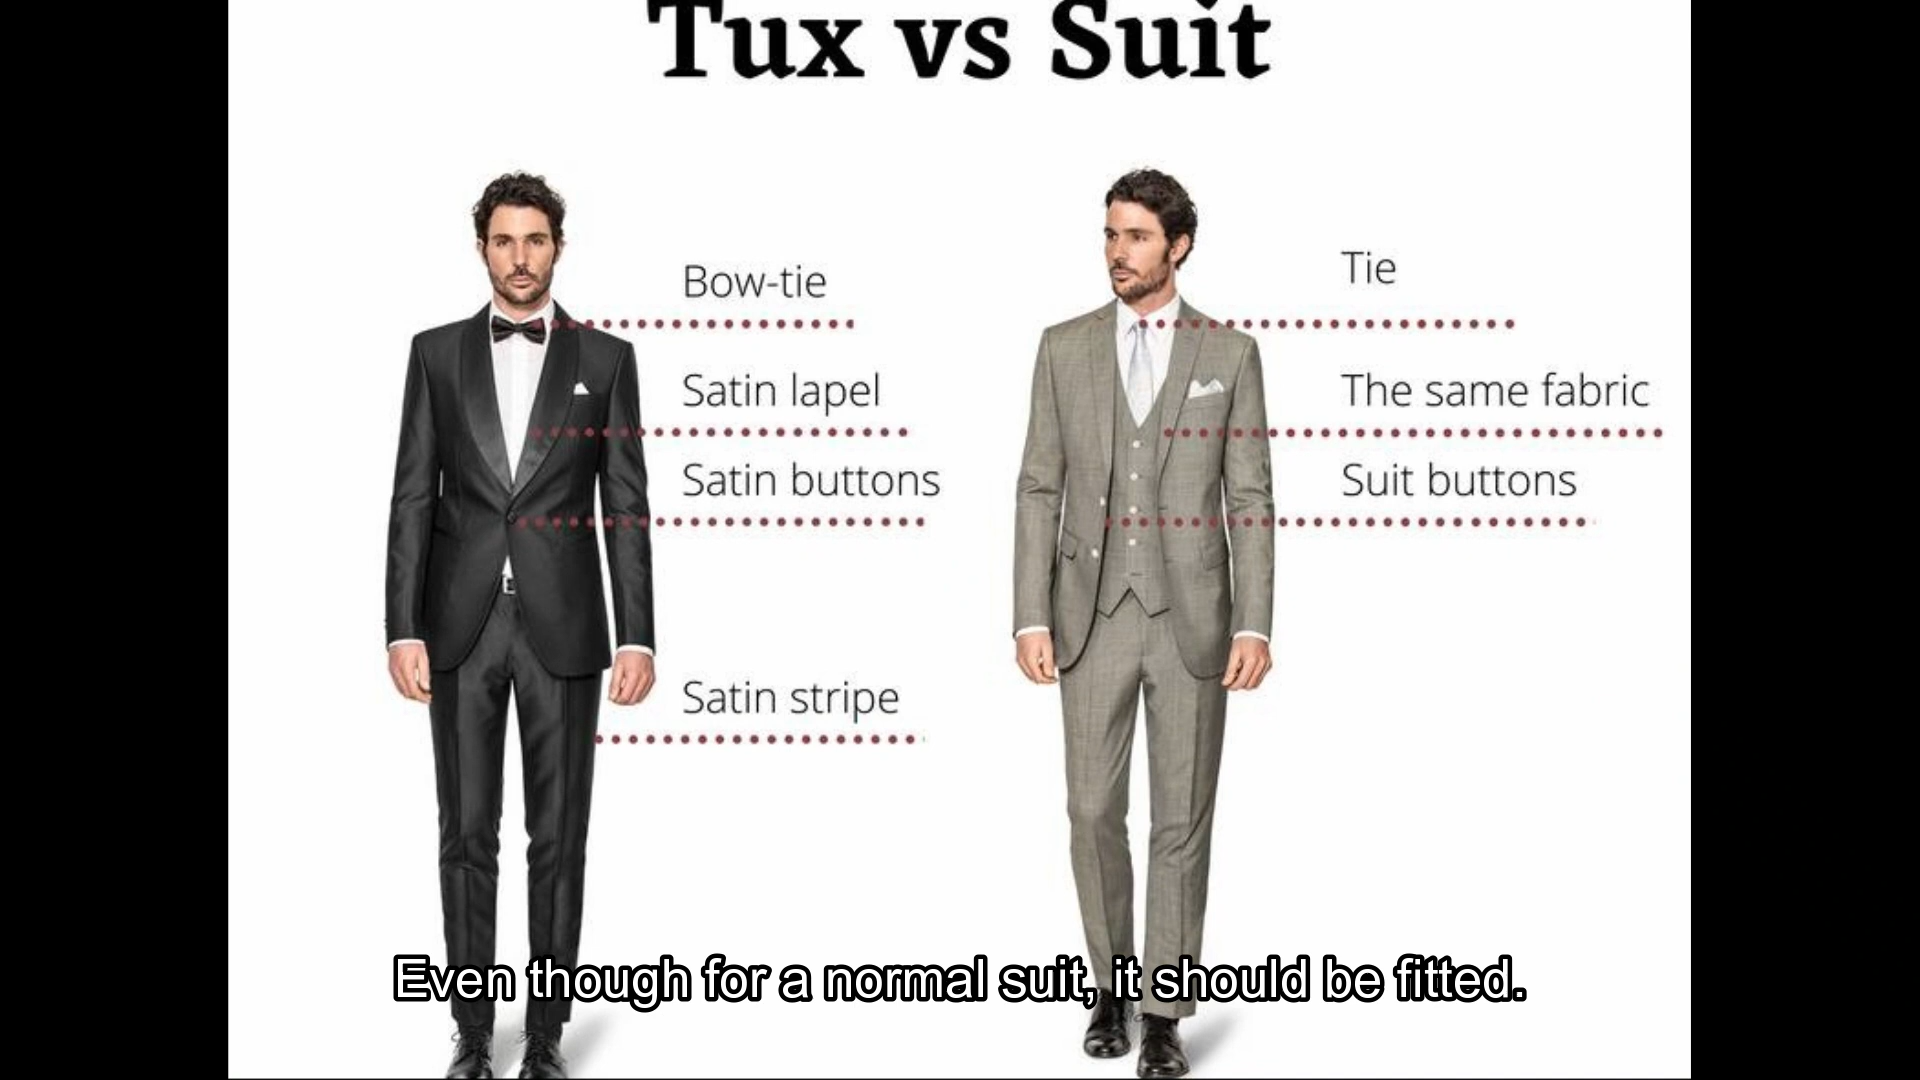 Tux vs Suit
Bow-tie
Satin lapel
Satin buttons
Satin stripe
Tie
The same fabric
Suit buttons
Even though for a normal suit, it should be fitted.